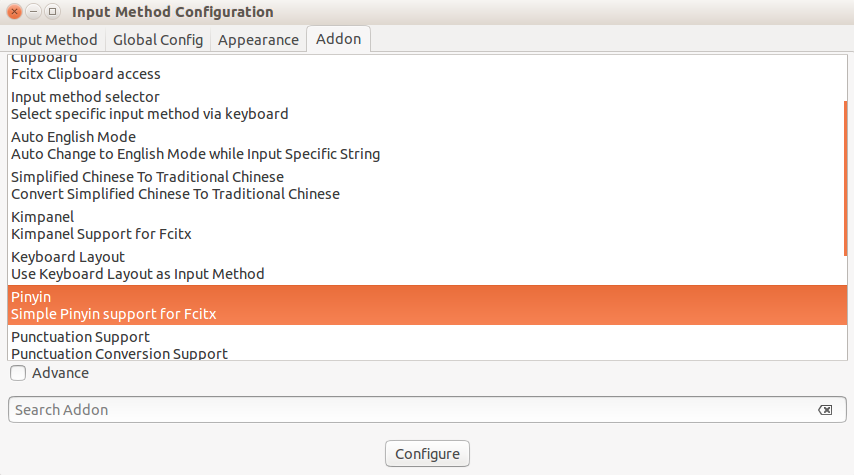 Input Method Configuration
Input Method
Global Config
Appearance
Addon
Clipboard
Fcitx Clipboard access
Input method selector
Select specific input method via keyboard
Auto English Mode
Auto Change to English Mode while Input Specific String
Simplified Chinese To Traditional Chinese
Convert Simplified Chinese To Traditional Chinese
Kimpanel
Kimpanel Support for Fcitx
Keyboard Layout
Use Keyboard Layout as Input Method
Pinyin
Simple Pinyin support for Fcitx
Punctuation Support
Punctuation Conversion Support
Advance
Search Addon
Configure